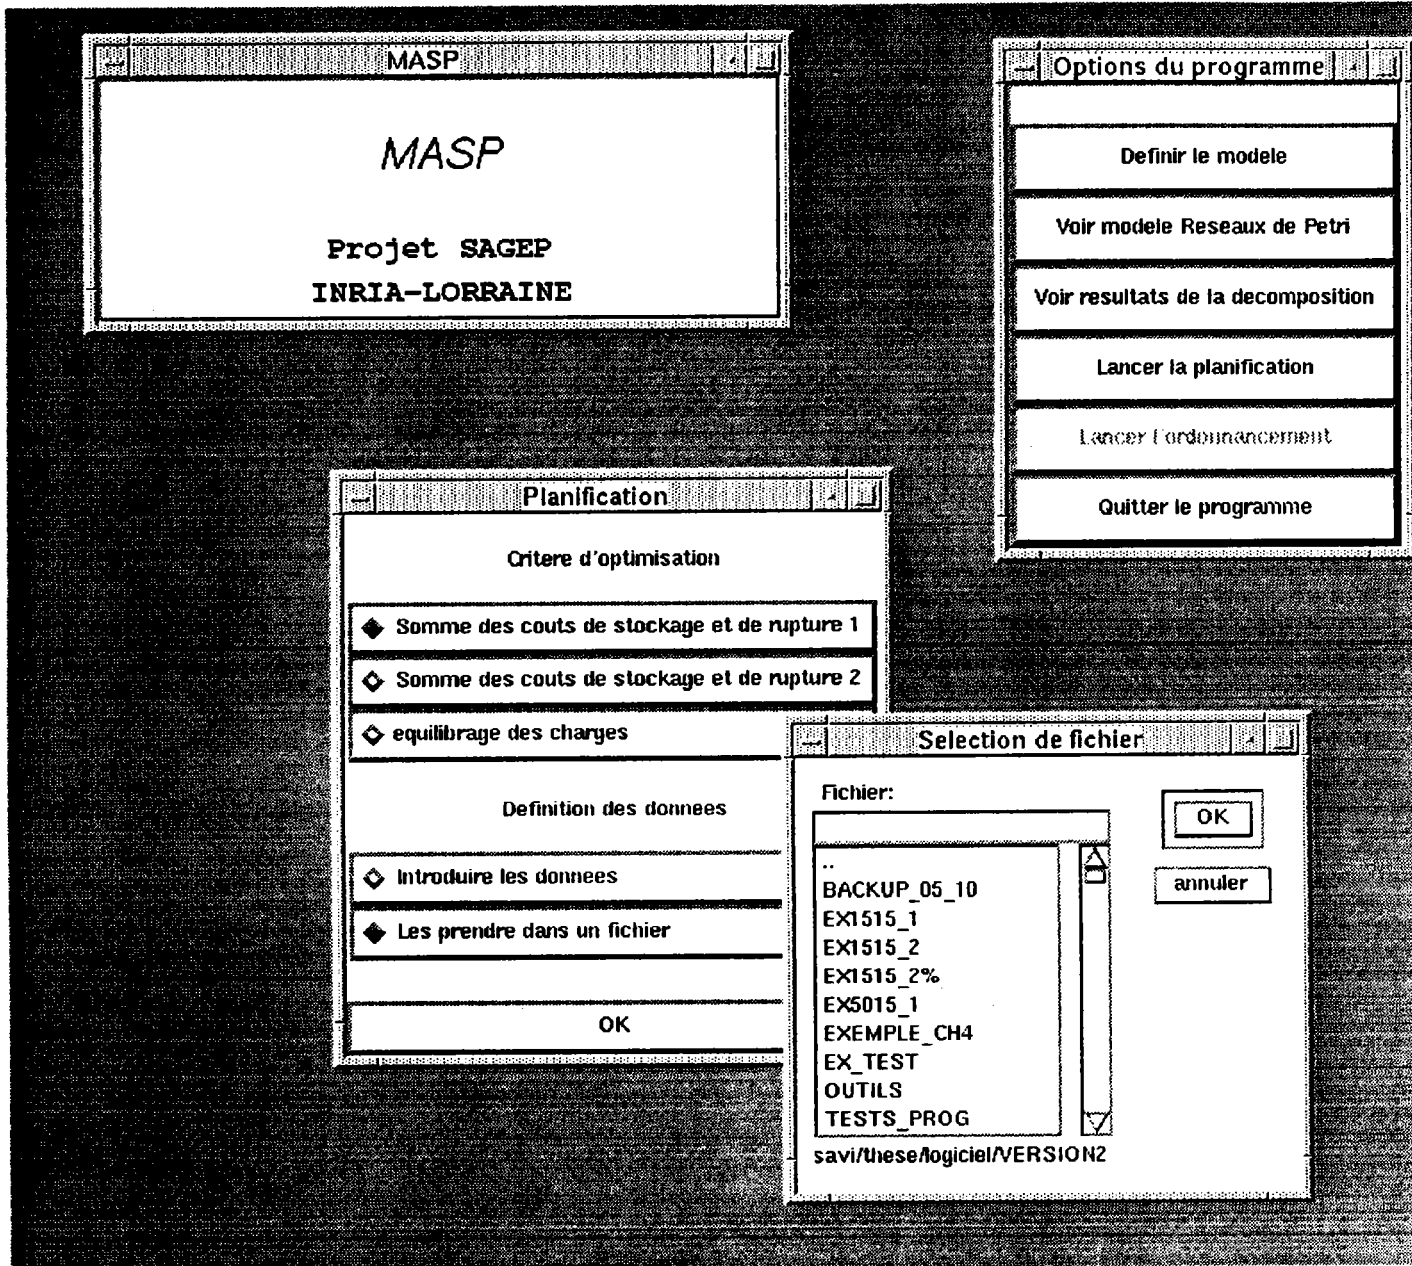 MASP
MASP
Projet SAGEP
INRIA-LORRAINE
Options du programme
Definir le modele
Voir modele Reseaux de Petri
Voir resultats de la decomposition
Lancer la planification
Lancer l'ordonnancement
Quitter le programme
Planification
Critere d'optimisation
Somme des couts de stockage et de rupture 1
Somme des couts de stockage et de rupture 2
equilibrage des charges
Definition des donnees
Introduire les donnees
Les prendre dans un fichier
OK
Selection de fichier
Fichier:
OK
annuler
..
BACKUP_05_10
EX1515_1
EX1515_2
EX1515_2%
EX5015_1
EXEMPLE_CH4
EX_TEST
OUTILS
TESTS_PROG
savi/these/logiciel/VERSION2